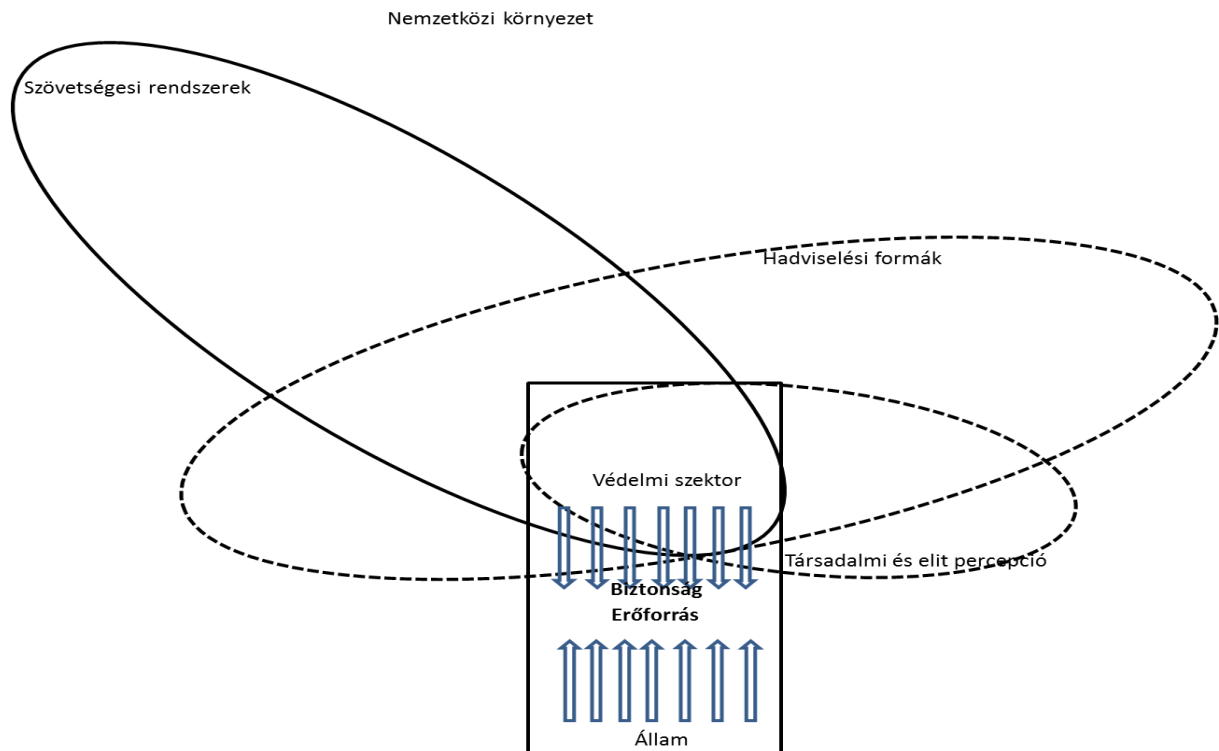 Nemzetközi környezet
Szövetségesi rendszerek
Hadviselési formák
Védelmi szektor
Társadalmi és elit percepció
Biztonság
Erőforrás
Állam